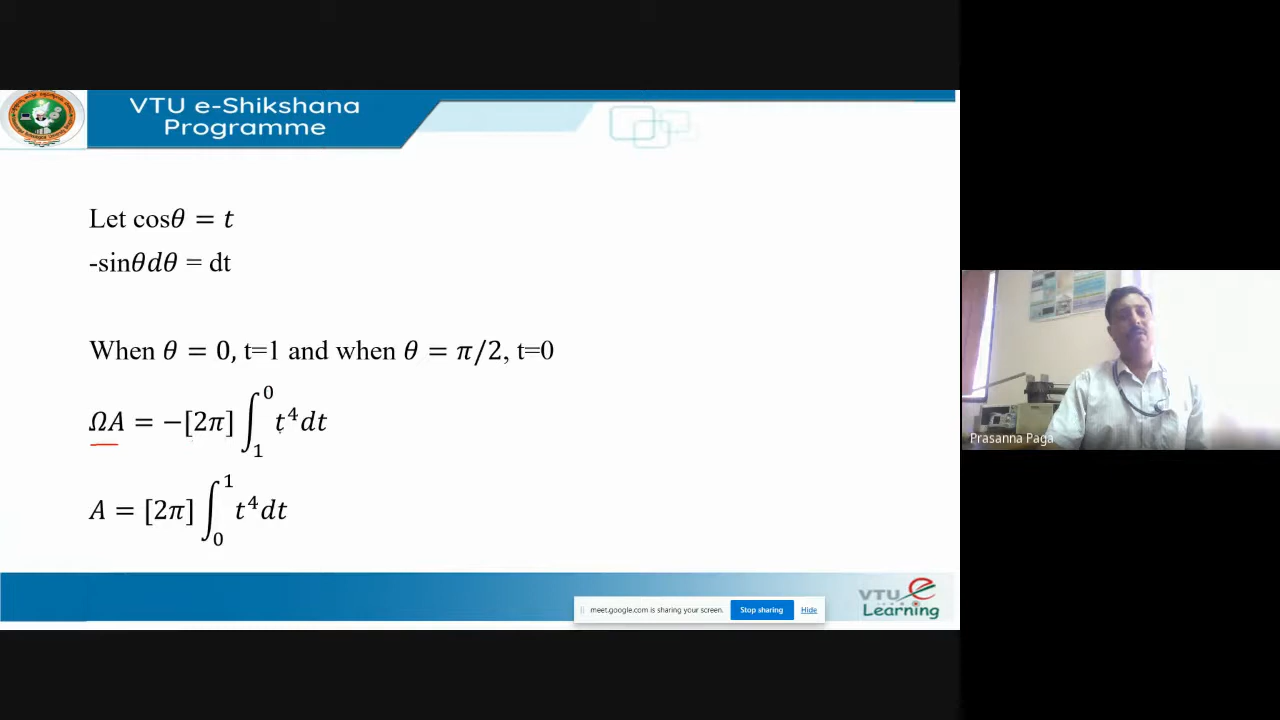 VTU e-Shikshana
Programme
Let cosθ = t
-sinθdθ = dt
When θ = 0, t=1 and when θ = π/2, t=0
ΩA = −[2π] ∫₁⁰ t⁴dt
A = [2π] ∫₀¹ t⁴dt
Prasanna Paga
meet.google.com is sharing your screen.
Stop sharing
Hide
VTU e
Learning